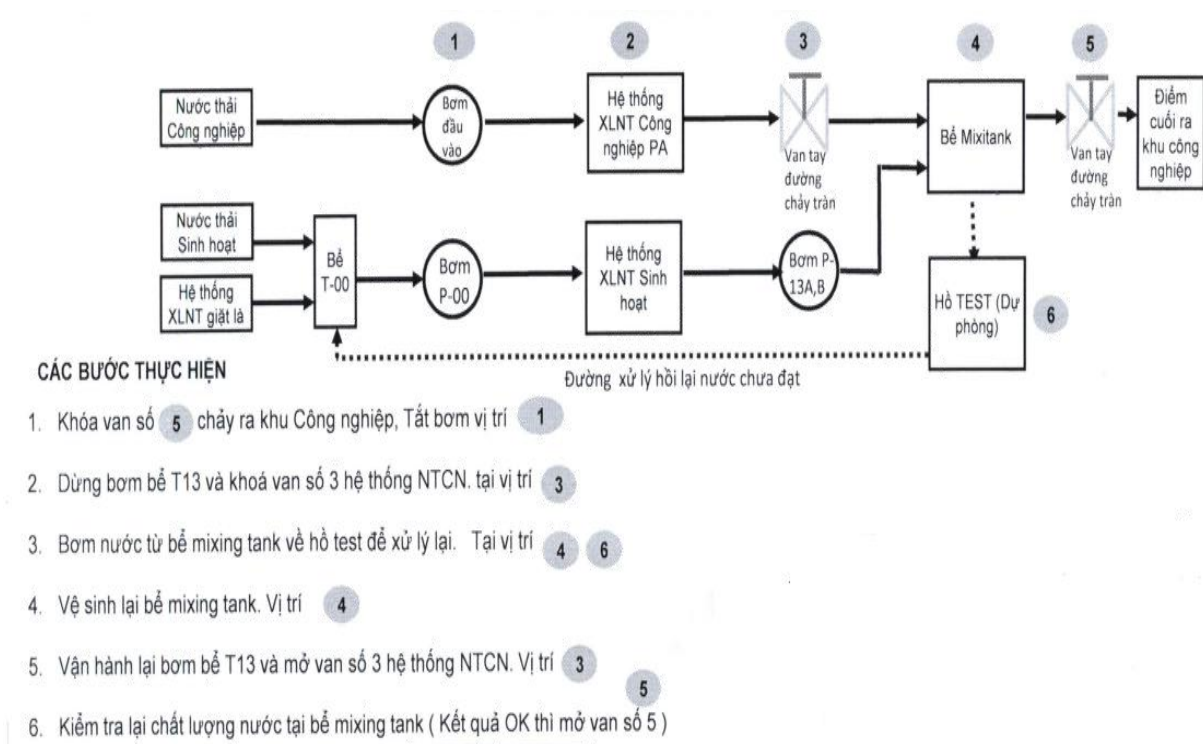 1
2
3
4
5
Nước thải
Công nghiệp
Bơm
đầu
vào
Hệ thống
XLNT Công
nghiệp PA
Van tay
đường
chảy tràn
Bể Mixitank
Van tay
đường
chảy tràn
Điểm
cuối ra
khu công
nghiệp
Nước thải
Sinh hoạt
Hệ thống
XLNT giặt là
Bể
T-00
Bơm
P-00
Hệ thống
XLNT Sinh
hoạt
Bơm P-
13A,B
Hồ TEST (Dự
phòng)
6
Đường xử lý hồi lại nước chưa đạt
CÁC BƯỚC THỰC HIỆN
1. Khóa van số 5 chảy ra khu Công nghiệp, Tắt bơm vị trí 1
2. Dừng bơm bể T13 và khoá van số 3 hệ thống NTCN. tại vị trí 3
3. Bơm nước từ bể mixing tank về hồ test để xử lý lại. Tại vị trí 4 6
4. Vệ sinh lại bể mixing tank. Vị trí 4
5. Vận hành lại bơm bể T13 và mở van số 3 hệ thống NTCN. Vị trí 3
5
6. Kiểm tra lại chất lượng nước tại bể mixing tank ( Kết quả OK thì mở van số 5 )